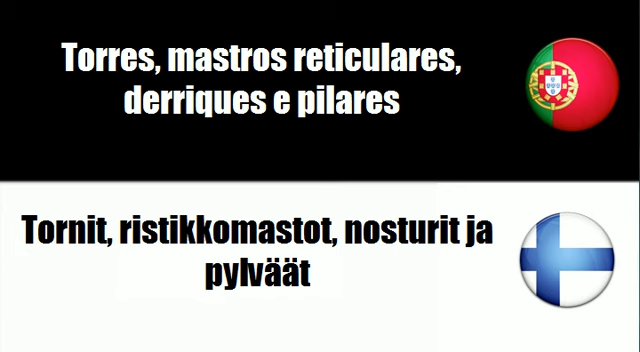 Torres, mastros reticulares,
derriques e pilares
Tornit, ristikkomastot, nosturit ja
pylväät